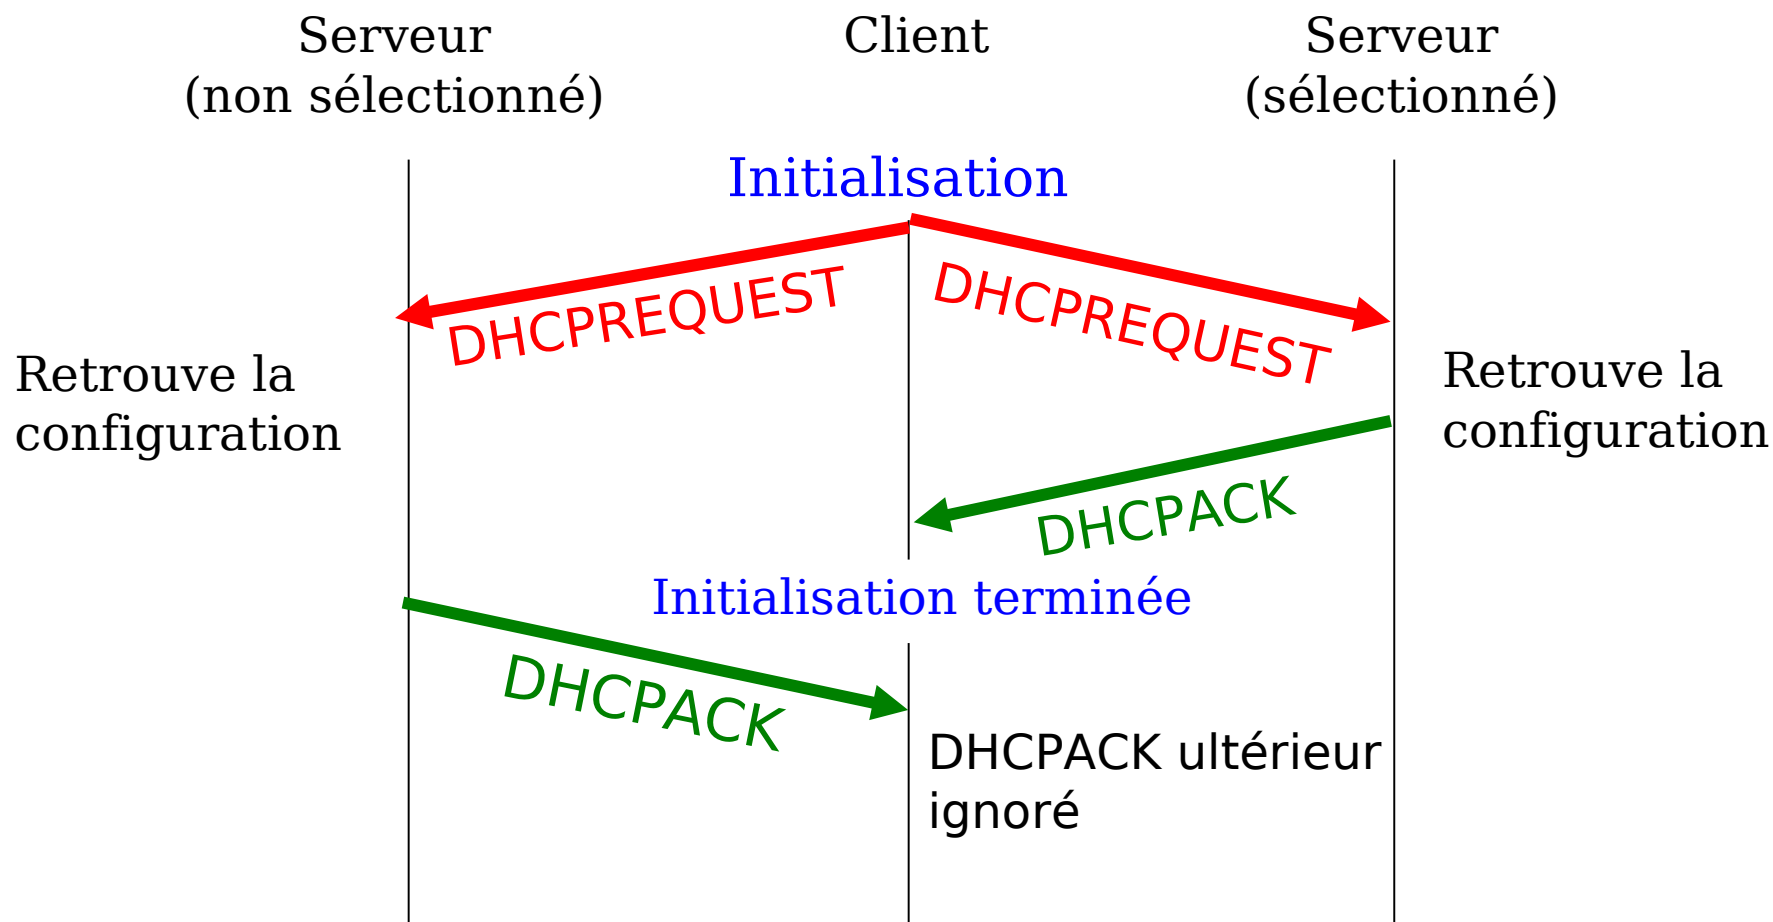 Serveur
(non sélectionné)
Client
Serveur
(sélectionné)
Initialisation
DHCPREQUEST
DHCPREQUEST
Retrouve la
configuration
Retrouve la
configuration
DHCPACK
Initialisation terminée
DHCPACK
DHCPACK ultérieur
ignoré